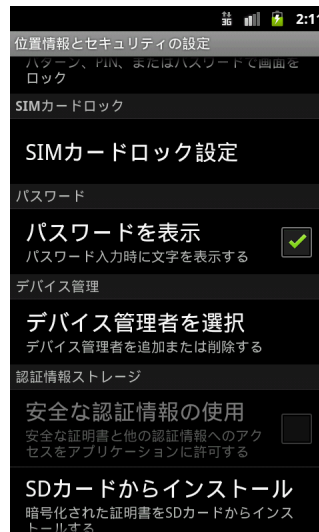 3G 2:11
位置情報とセキュリティの設定
パターン、PIN、またはパスワードで画面を
ロック
SIMカードロック
SIMカードロック設定
パスワード
パスワードを表示
パスワード入力時に文字を表示する
デバイス管理
デバイス管理者を選択
デバイス管理者を追加または削除する
認証情報ストレージ
安全な認証情報の使用
安全な証明書と他の認証情報へのアク
セスをアプリケーションに許可する
SDカードからインストール
暗号化された証明書をSDカードからインス
トールする